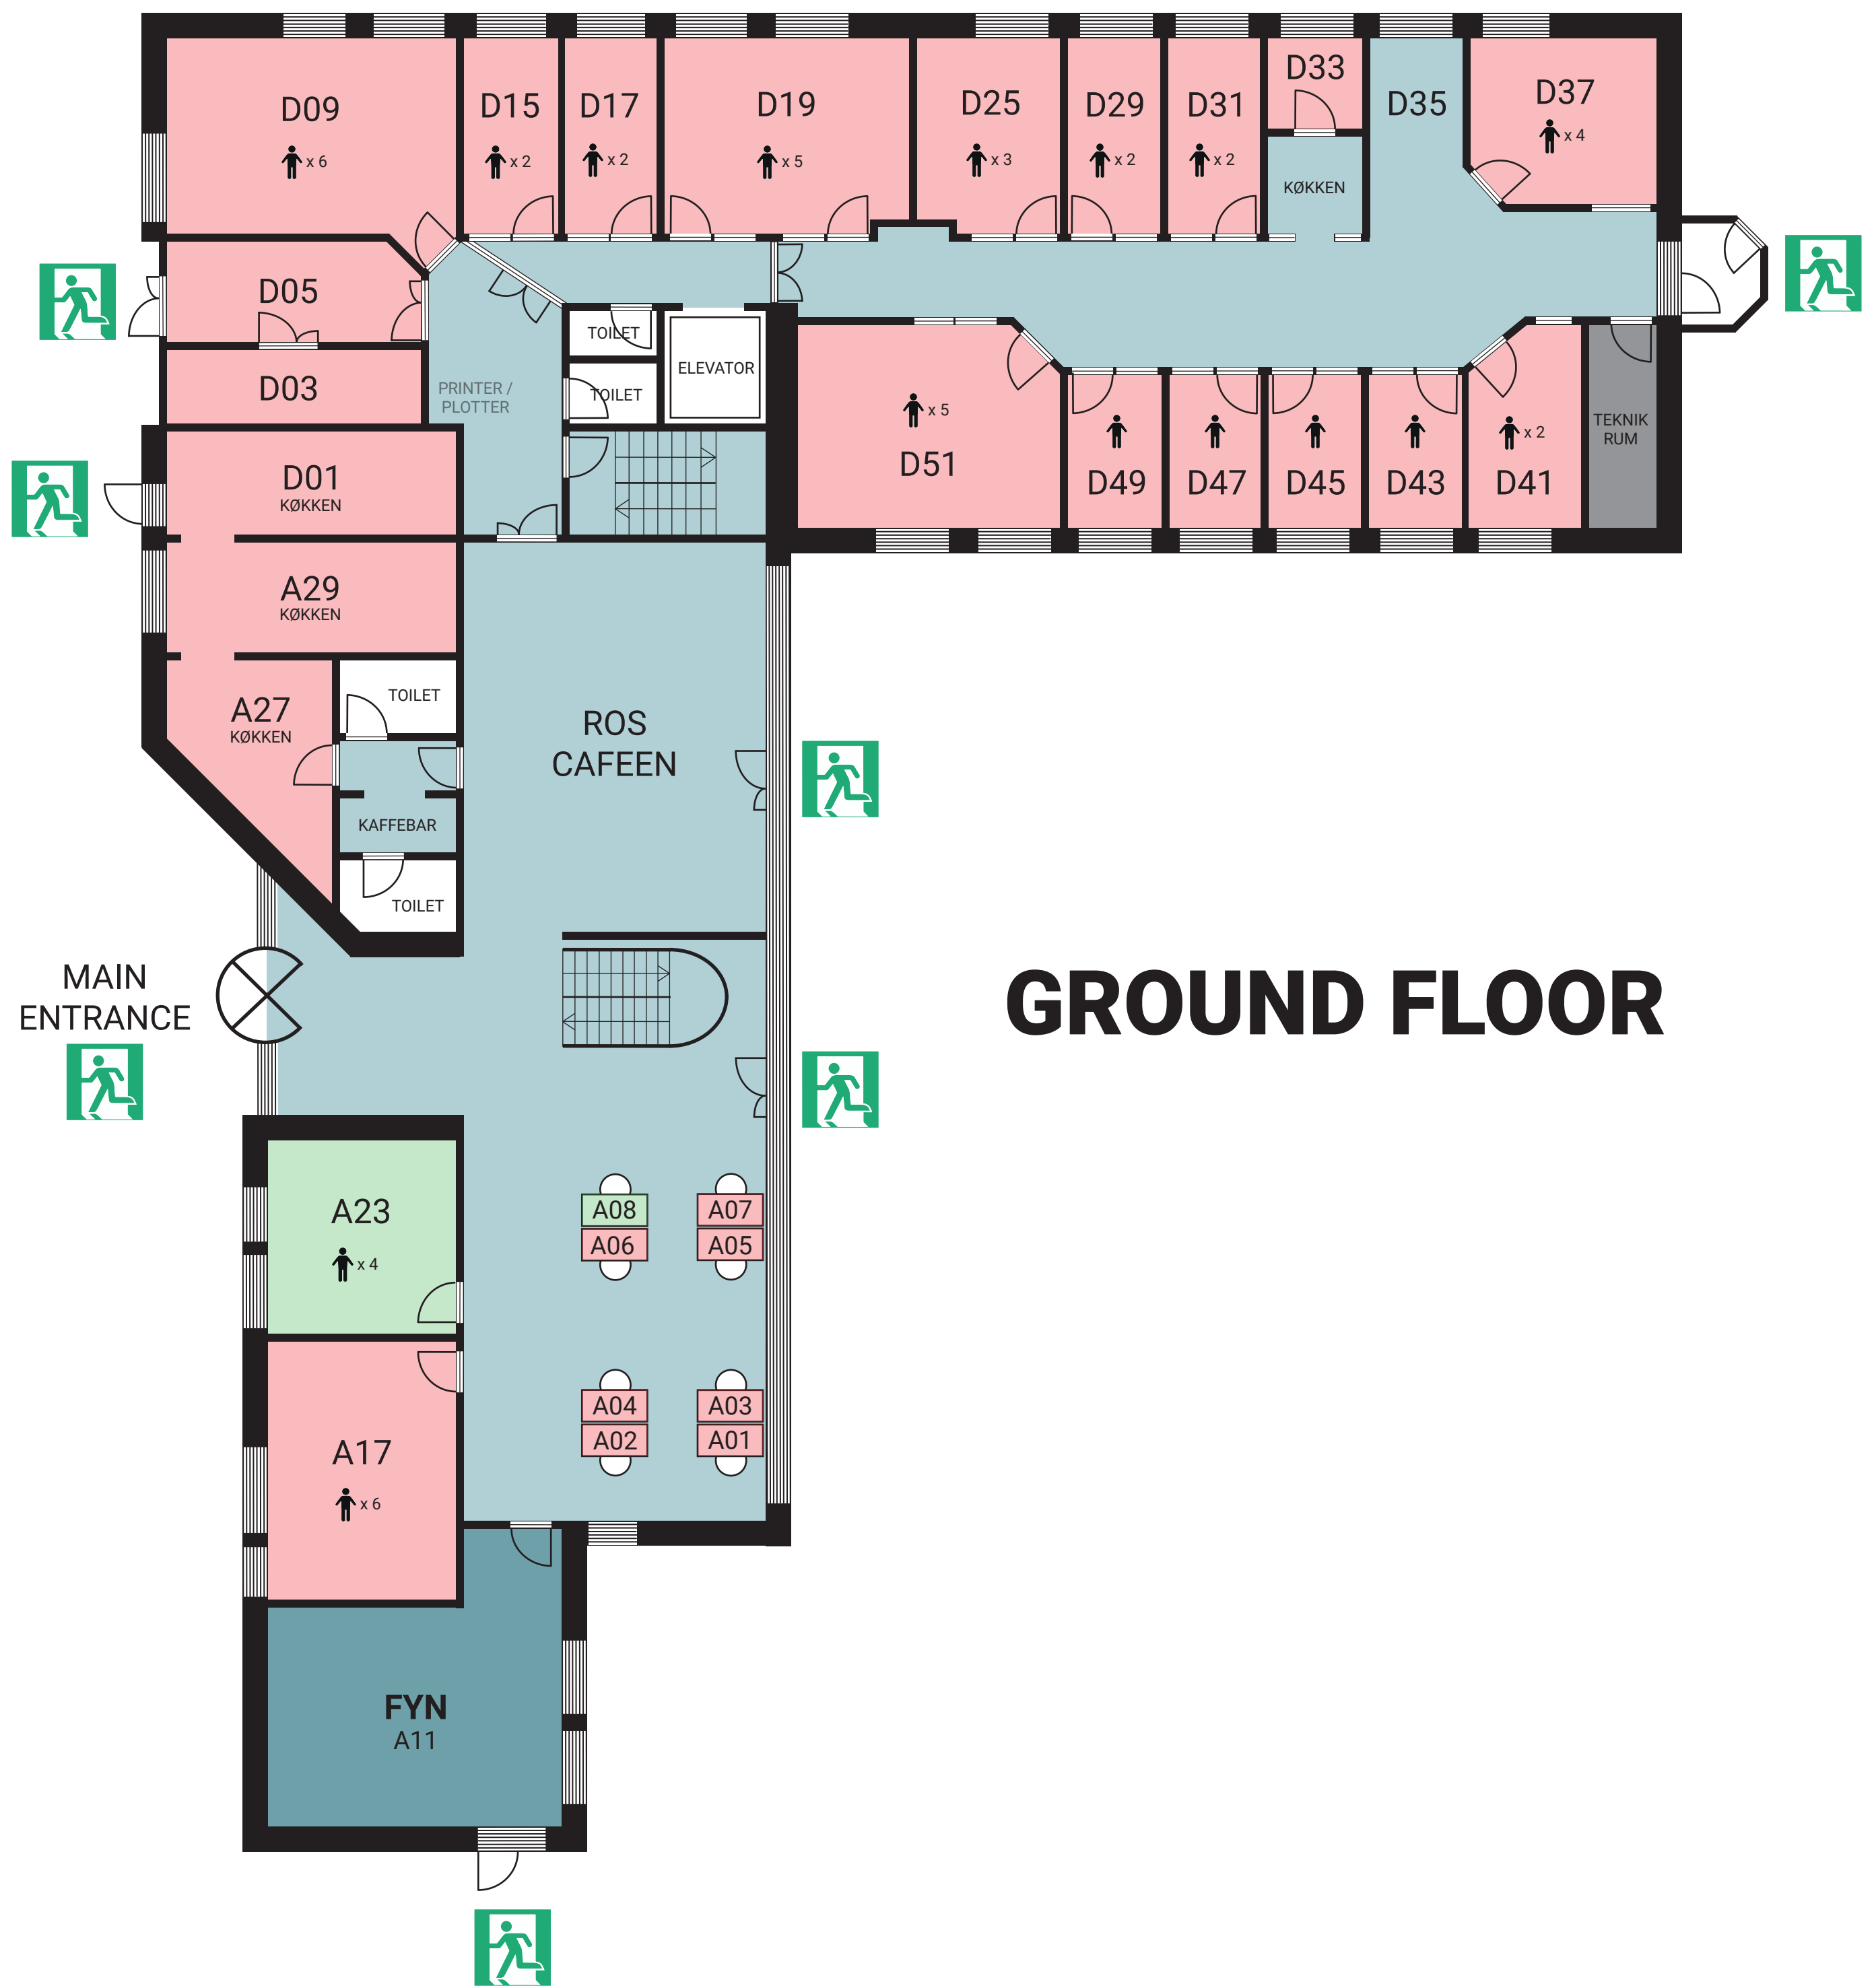 D09
x 6
D15
x 2
D17
x 2
D19
x 5
D25
x 3
D29
x 2
D31
x 2
D33
KØKKEN
D35
D37
x 4
D05
D03
PRINTER /
PLOTTER
TOILET
TOILET
ELEVATOR
x 5
D51
D49
D47
D45
D43
x 2
D41
TEKNIK
RUM
D01
KØKKEN
A29
KØKKEN
A27
KØKKEN
TOILET
KAFFEBAR
TOILET
ROS
CAFEEN
MAIN
ENTRANCE
GROUND FLOOR
A23
x 4
A08
A07
A06
A05
A04
A03
A02
A01
A17
x 6
FYN
A11